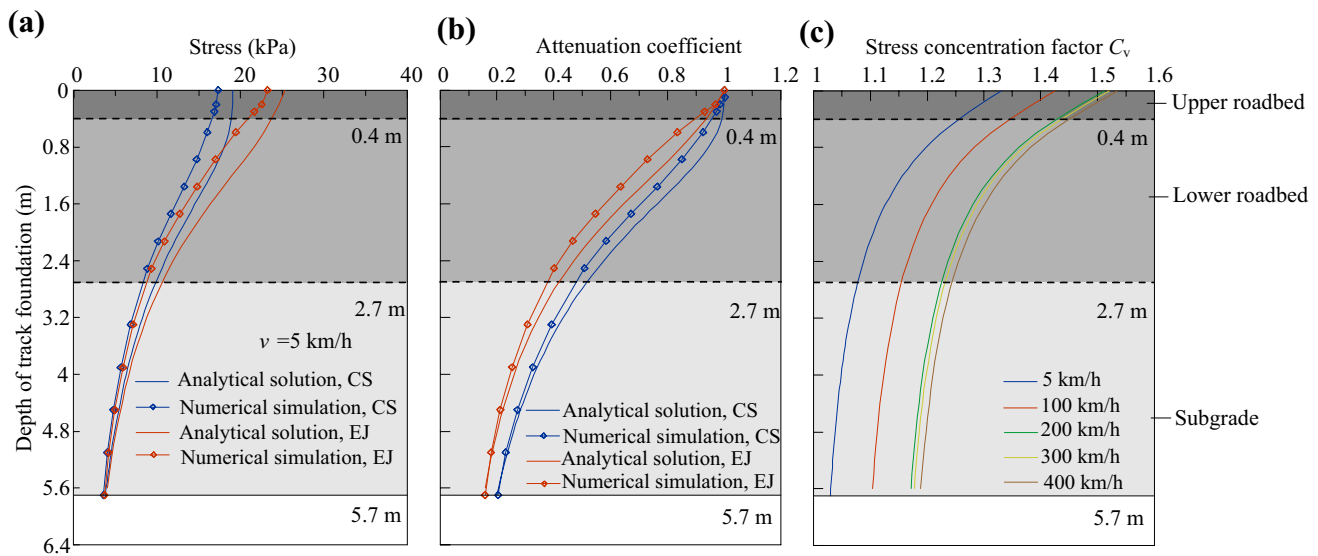 (a)
Stress (kPa)
0 10 20 30 40
Depth of track foundation (m)
0
0.8
1.6
2.4
3.2
4
4.8
5.6
6.4
0.4 m
2.7 m
v =5 km/h
Analytical solution, CS
Numerical simulation, CS
Analytical solution, EJ
Numerical simulation, EJ
5.7 m
(b)
Attenuation coefficient
0 0.2 0.4 0.6 0.8 1 1.2
0.4 m
2.7 m
Analytical solution, CS
Numerical simulation, CS
Analytical solution, EJ
Numerical simulation, EJ
5.7 m
(c)
Stress concentration factor Cv
1 1.1 1.2 1.3 1.4 1.5 1.6
0.4 m
2.7 m
5 km/h
100 km/h
200 km/h
300 km/h
400 km/h
5.7 m
Upper roadbed
Lower roadbed
Subgrade